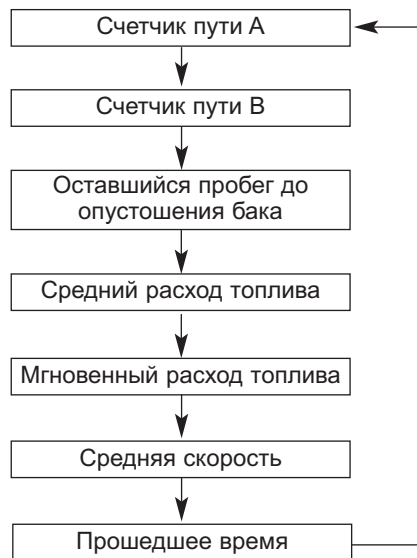 Счетчик пути А
Счетчик пути В
Оставшийся пробег до
опустошения бака
Средний расход топлива
Мгновенный расход топлива
Средняя скорость
Прошедшее время